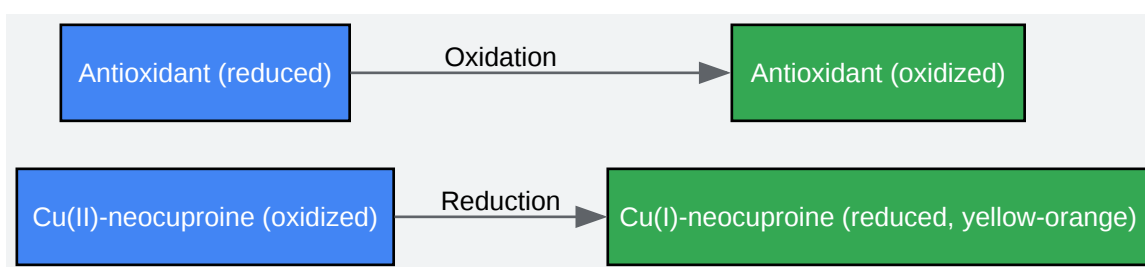 Antioxidant (reduced)
Oxidation
Antioxidant (oxidized)
Cu(II)-neocuproine (oxidized)
Reduction
Cu(I)-neocuproine (reduced, yellow-orange)